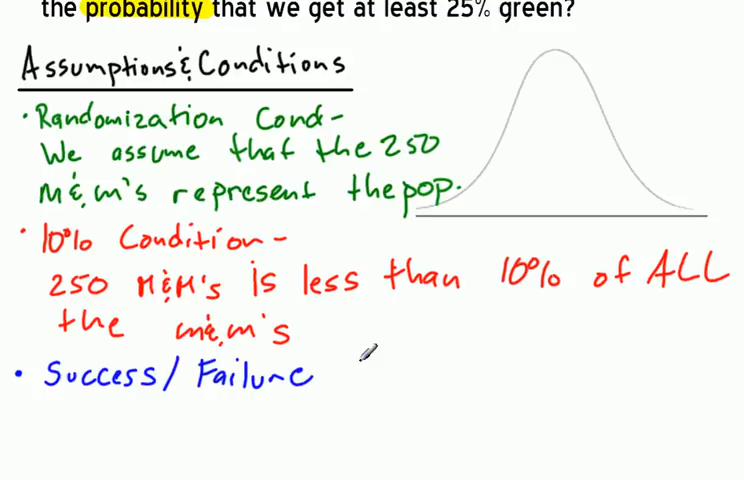 the probability that we get at least 25% green?
Assumptions & Conditions
• Randomization Cond-
We assume that the 250
M&M's represent the pop.
• 10% Condition-
250 M&M's is less than 10% of ALL
the m&m's
• Success/Failure